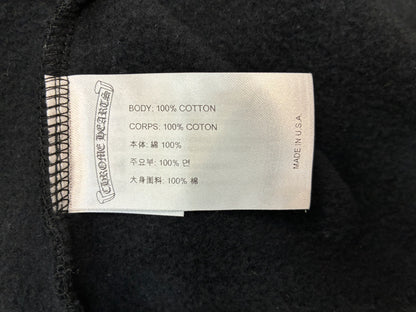 CHROME HEARTS
BODY: 100% COTTON
CORPS: 100% COTON
本体: 綿 100%
주요부: 100% 면
大身面料: 100% 棉
MADE IN U.S.A.